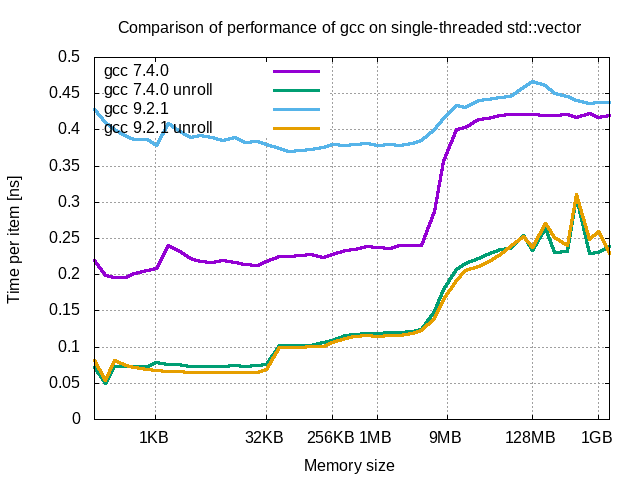 Comparison of performance of gcc on single-threaded std::vector
0.5
0.45
0.4
0.35
0.3
0.25
0.2
0.15
0.1
0.05
0
Time per item [ns]
gcc 7.4.0
gcc 7.4.0 unroll
gcc 9.2.1
gcc 9.2.1 unroll
1KB 32KB 256KB 1MB 9MB 128MB 1GB
Memory size